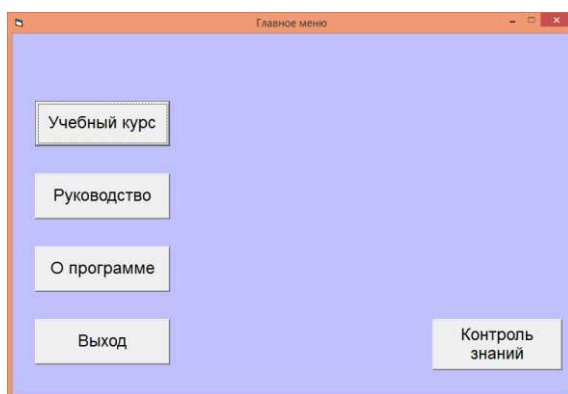 Главное меню
Учебный курс
Руководство
О программе
Выход
Контроль
знаний